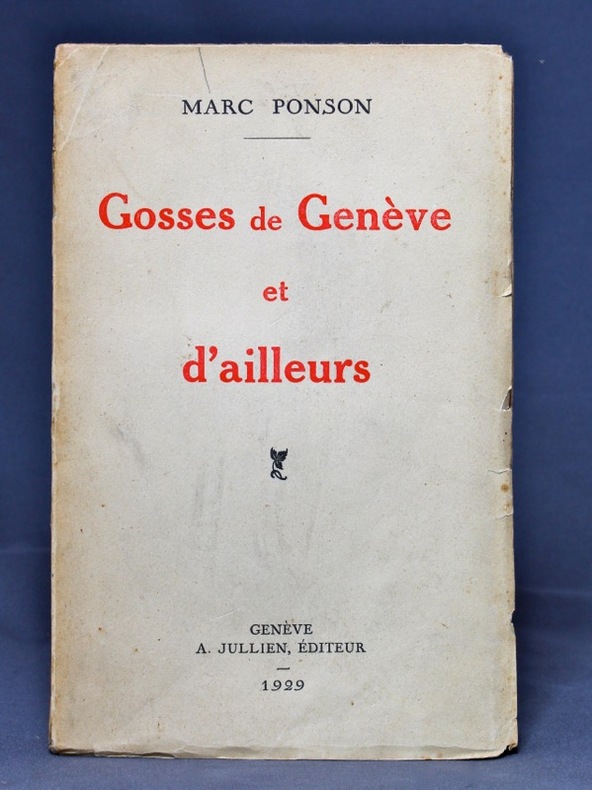 MARC PONSON
Gosses de Genève
et
d'ailleurs
GENÈVE
A. JULLIEN, ÉDITEUR
1929